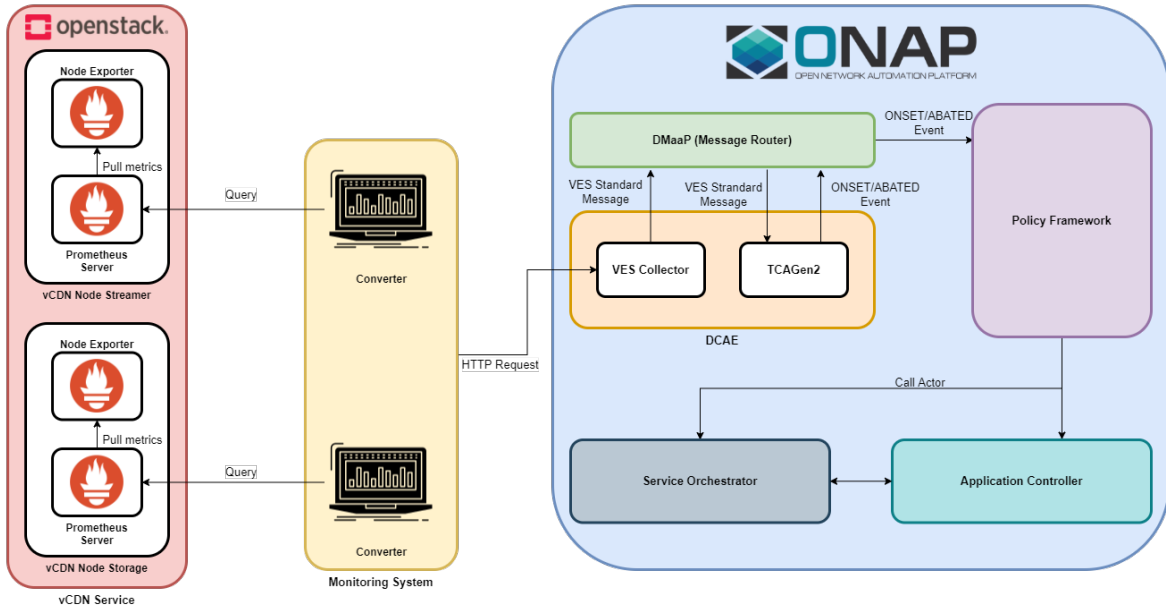 openstack.
Node Exporter
Pull metrics
Prometheus
Server
vCDN Node Streamer
Node Exporter
Pull metrics
Prometheus
Server
vCDN Node Storage
vCDN Service
Query
Query
Converter
Converter
Monitoring System
HTTP Request
ONAP
OPEN NETWORK AUTOMATION PLATFORM
DMaaP (Message Router)
ONSET/ABATED
Event
VES Standard
Message
VES Strandard
Message
ONSET/ABATED
Event
VES Collector
TCAGen2
DCAE
Policy Framework
Call Actor
Service Orchestrator
Application Controller